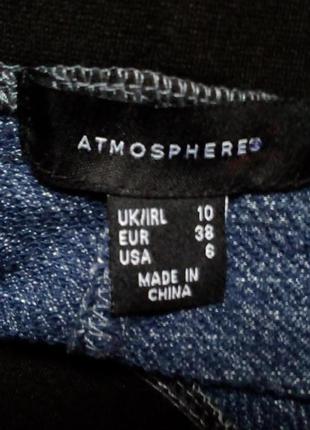 ATMOSPHERE
UK/IRL 10
EUR 38
USA 6
MADE IN
CHINA